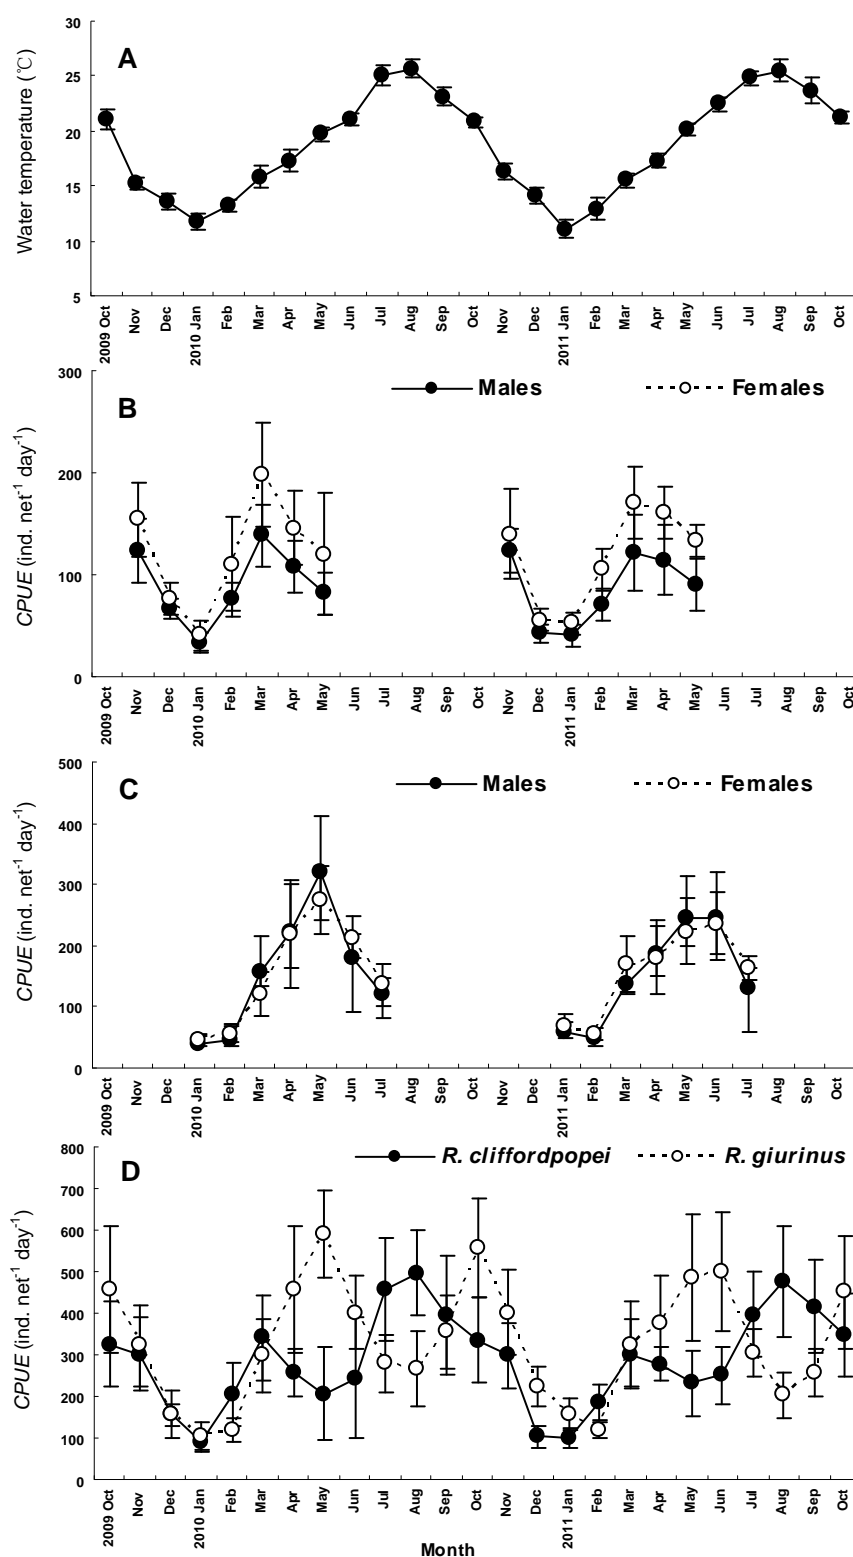 A
Water temperature (℃)
30
25
20
15
10
5
2009 Oct Nov Dec 2010 Jan Feb Mar Apr May Jun Jul Aug Sep Oct Nov Dec 2011 Jan Feb Mar Apr May Jun Jul Aug Sep Oct
B
Males Females
CPUE (ind. net-1 day-1)
300
200
100
0
2009 Oct Nov Dec 2010 Jan Feb Mar Apr May Jun Jul Aug Sep Oct Nov Dec 2011 Jan Feb Mar Apr May Jun Jul Aug Sep Oct
C
Males Females
CPUE (ind. net-1 day-1)
500
400
300
200
100
0
2009 Oct Nov Dec 2010 Jan Feb Mar Apr May Jun Jul Aug Sep Oct Nov Dec 2011 Jan Feb Mar Apr May Jun Jul Aug Sep Oct
D
R. cliffordpopei R. giurinus
CPUE (ind. net-1 day-1)
800
700
600
500
400
300
200
100
0
2009 Oct Nov Dec 2010 Jan Feb Mar Apr May Jun Jul Aug Sep Oct Nov Dec 2011 Jan Feb Mar Apr May Jun Jul Aug Sep Oct
Month